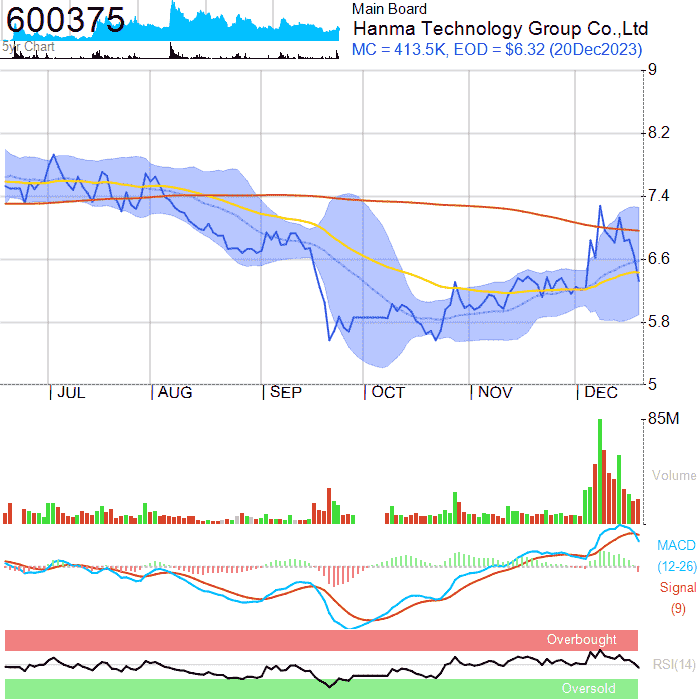 600375
5yr Chart
Main Board
Hanma Technology Group Co.,Ltd
MC = 413.5K, EOD = $6.32 (20Dec2023)
9
8.2
7.4
6.6
5.8
5
JUL AUG SEP OCT NOV DEC
85M
Volume
MACD
(12-26)
Signal
(9)
Overbought
RSI(14)
Oversold